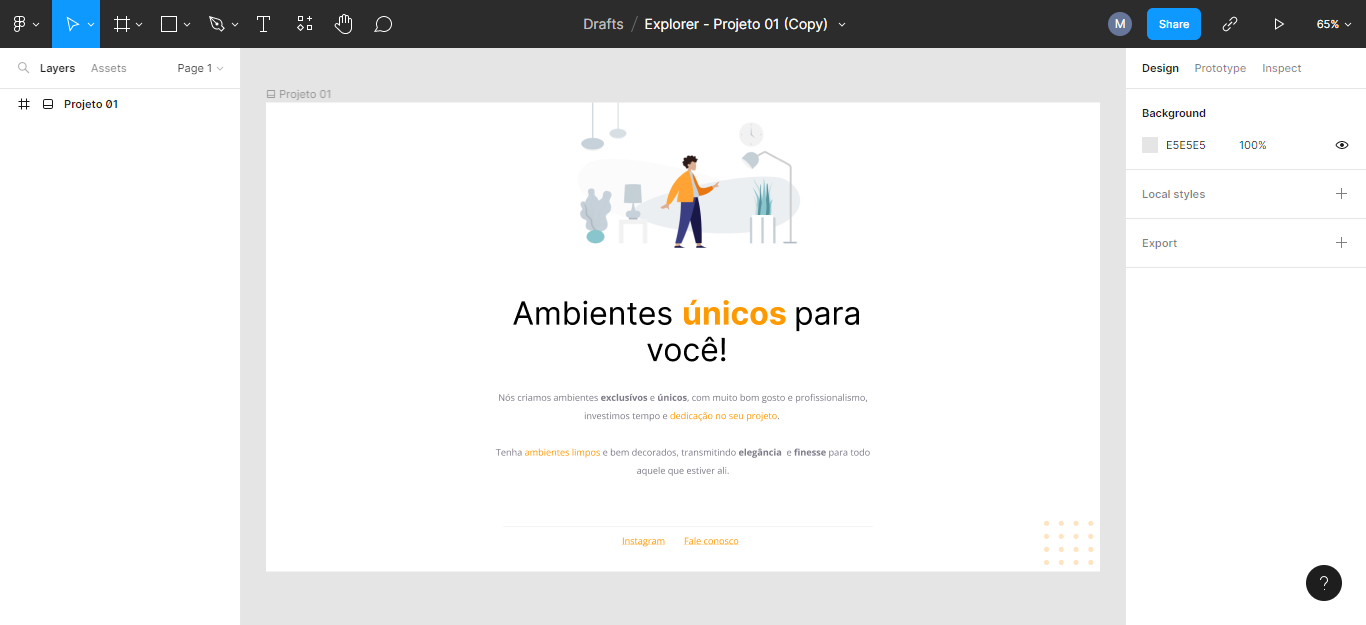 Drafts / Explorer - Projeto 01 (Copy)
M
Share
65%
Layers
Assets
Page 1
Projeto 01
Projeto 01
Ambientes únicos para
você!
Nós criamos ambientes exclusívos e únicos, com muito bom gosto e profissionalismo,
investimos tempo e dedicação no seu projeto.
Tenha ambientes limpos e bem decorados, transmitindo elegância e finesse para todo
aquele que estiver ali.
Instagram
Fale conosco
Design
Prototype
Inspect
Background
E5E5E5
100%
Local styles
Export
?